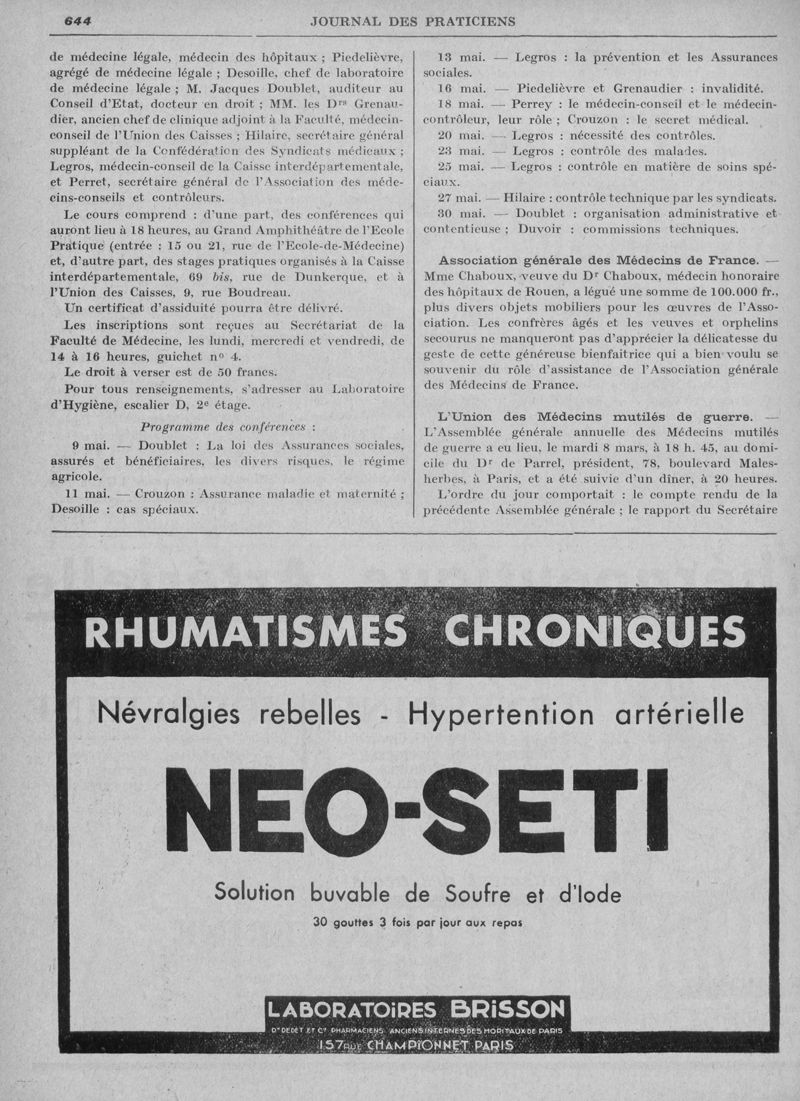 644
JOURNAL DES PRATICIENS
de médecine légale, médecin des hôpitaux ; Piedelièvre,
agrégé de médecine légale ; Desoille, chef de laboratoire
de médecine légale ; M. Jacques Doublet, auditeur au
Conseil d'Etat, docteur en droit ; MM. les Drs Grenau-
dier, ancien chef de clinique adjoint à la Faculté, médecin-
conseil de l'Union des Caisses ; Hilaire, secrétaire général
suppléant de la Confédération des Syndicats médicaux ;
Legros, médecin-conseil de la Caisse interdépartementale,
et Perret, secrétaire général de l'Association des méde-
cins-conseils et contrôleurs.
Le cours comprend : d'une part, des conférences qui
auront lieu à 18 heures, au Grand Amphithéâtre de l'Ecole
Pratique (entrée : 15 ou 21, rue de l'Ecole-de-Médecine)
et, d'autre part, des stages pratiques organisés à la Caisse
interdépartementale, 69 bis, rue de Dunkerque, et à
l'Union des Caisses, 9, rue Boudreau.
Un certificat d'assiduité pourra être délivré.
Les inscriptions sont reçues au Secrétariat de la
Faculté de Médecine, les lundi, mercredi et vendredi, de
14 à 16 heures, guichet no 4.
Le droit à verser est de 50 francs.
Pour tous renseignements, s'adresser au Laboratoire
d'Hygiène, escalier D, 2e étage.
Programme des conférences :
9 mai. — Doublet : La loi des Assurances sociales,
assurés et bénéficiaires, les divers risques, le régime
agricole.
11 mai. — Crouzon : Assurance maladie et maternité ;
Desoille : cas spéciaux.
13 mai. — Legros : la prévention et les Assurances
sociales.
16 mai. — Piedelièvre et Grenaudier : invalidité.
18 mai. — Perrey : le médecin-conseil et le médecin-
contrôleur, leur rôle ; Crouzon : le secret médical.
20 mai. — Legros : nécessité des contrôles.
23 mai. — Legros : contrôle des malades.
25 mai. — Legros : contrôle en matière de soins spé-
ciaux.
27 mai. — Hilaire : contrôle technique par les syndicats.
30 mai. — Doublet : organisation administrative et
contentieuse ; Duvoir : commissions techniques.
Association générale des Médecins de France. —
Mme Chaboux, veuve du Dr Chaboux, médecin honoraire
des hôpitaux de Rouen, a légué une somme de 100.000 fr.,
plus divers objets mobiliers pour les œuvres de l'Asso-
ciation. Les confrères âgés et les veuves et orphelins
secourus ne manqueront pas d'apprécier la délicatesse du
geste de cette généreuse bienfaitrice qui a bien voulu se
souvenir du rôle d'assistance de l'Association générale
des Médecins de France.
L'Union des Médecins mutilés de guerre. —
L'Assemblée générale annuelle des Médecins mutilés
de guerre a eu lieu, le mardi 8 mars, à 18 h. 45, au domi-
cile du Dr de Parrel, président, 78, boulevard Males-
herbes, à Paris, et a été suivie d'un dîner, à 20 heures.
L'ordre du jour comportait : le compte rendu de la
précédente Assemblée générale ; le rapport du Secrétaire
RHUMATISMES CHRONIQUES
Névralgies rebelles - Hypertention artérielle
NEO-SETI
Solution buvable de Soufre et d'Iode
30 gouttes 3 fois par jour aux repas
LABORATOiRES BRiSSON
Dr DEDET ET Cie PHARMACIENS ANCIENS INTERNES DES HOPITAUX DE PARIS
157 RUE CHAMPiONNET PARiS